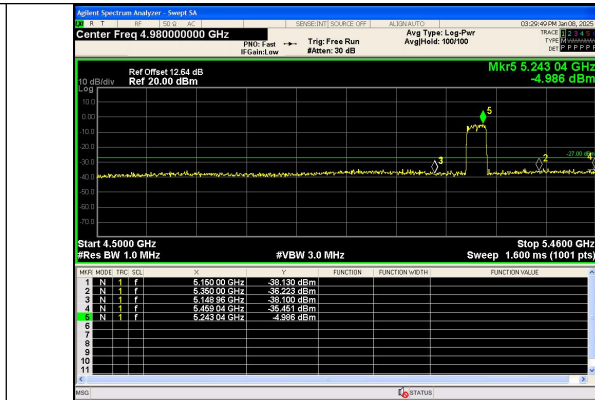 Agilent Spectrum Analyzer - Swept SA
R T RF 50 Ω AC SENSE:INT SOURCE OFF ALIGNAUTO 03:29:49 PM Jan 08, 2025
Center Freq 4.980000000 GHz Avg Type: Log-Pwr TRACE 1 2 3 4 5
PNO: Fast Trig: Free Run Avg|Hold: 100/100 TYPE M
IFGain:Low #Atten: 30 dB DET P P P P P
Mkr5 5.243 04 GHz
-4.986 dBm
Ref Offset 12.64 dB
10 dB/div Ref 20.00 dBm
Log
10.0
0.00
-10.0
-20.0
-27.00 dBm
-30.0
-40.0
-50.0
-60.0
-70.0
5
3
2
4
Start 4.5000 GHz Stop 5.4600 GHz
#Res BW 1.0 MHz #VBW 3.0 MHz Sweep 1.600 ms (1001 pts)
MKR MODE TRC SCL X Y FUNCTION FUNCTION WIDTH FUNCTION VALUE
1 N 1 f 5.150 00 GHz -38.130 dBm
2 N 1 f 5.350 00 GHz -36.223 dBm
3 N 1 f 5.148 96 GHz -38.100 dBm
4 N 1 f 5.459 04 GHz -35.451 dBm
5 N 1 f 5.243 04 GHz -4.986 dBm
6
7
8
9
10
11
MSG STATUS